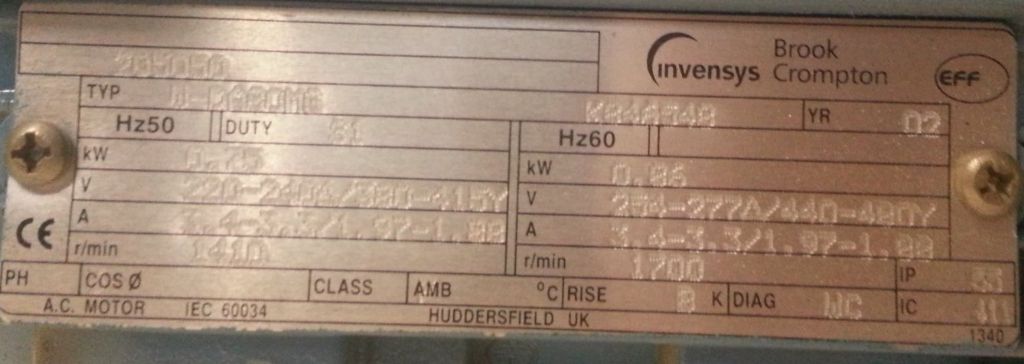 invensys Brook Crompton EFF
TYP YR 02
Hz50 DUTY S1 Hz60
kW 0.75 kW 0.86
V 220-240Δ/380-415Y V 254-277Δ/440-480Y
A 3.4-3.3/1.97-1.88 A 3.4-3.3/1.97-1.88
r/min 1410 r/min 1700 IP
PH COS Ø CLASS AMB °C RISE K DIAG IC
CE
A.C. MOTOR IEC 60034 HUDDERSFIELD UK 1340